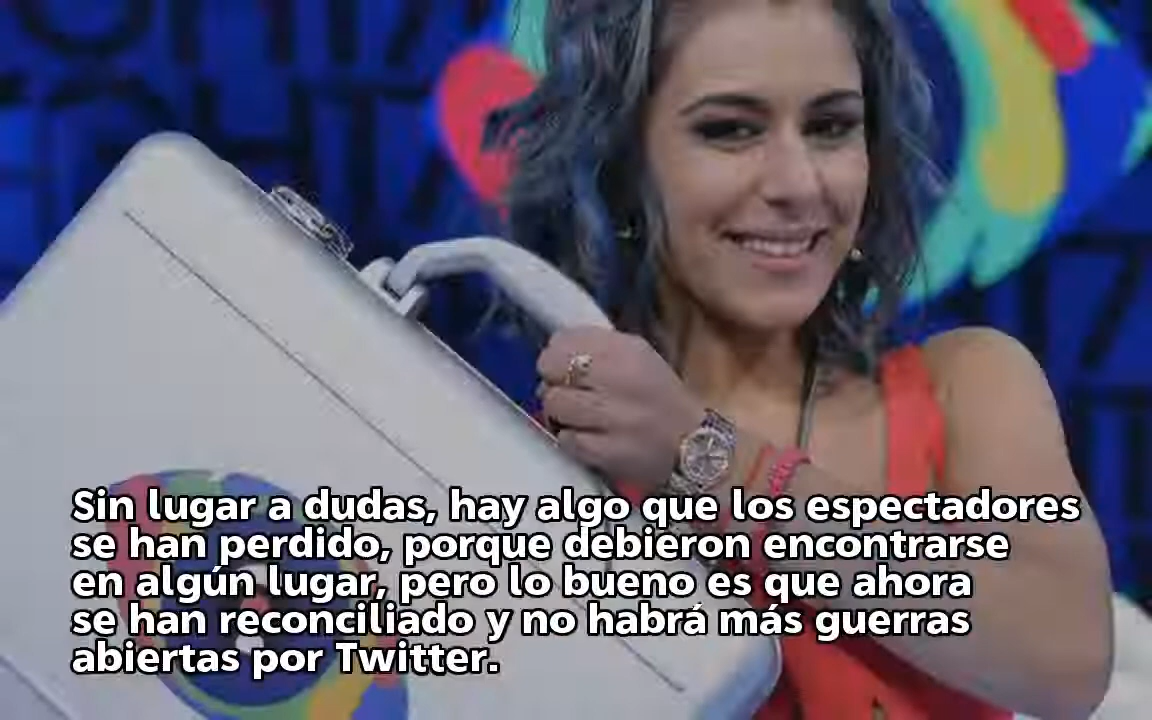 Sin lugar a dudas, hay algo que los espectadores
se han perdido, porque debieron encontrarse
en algún lugar, pero lo bueno es que ahora
se han reconciliado y no habrá más guerras
abiertas por Twitter.